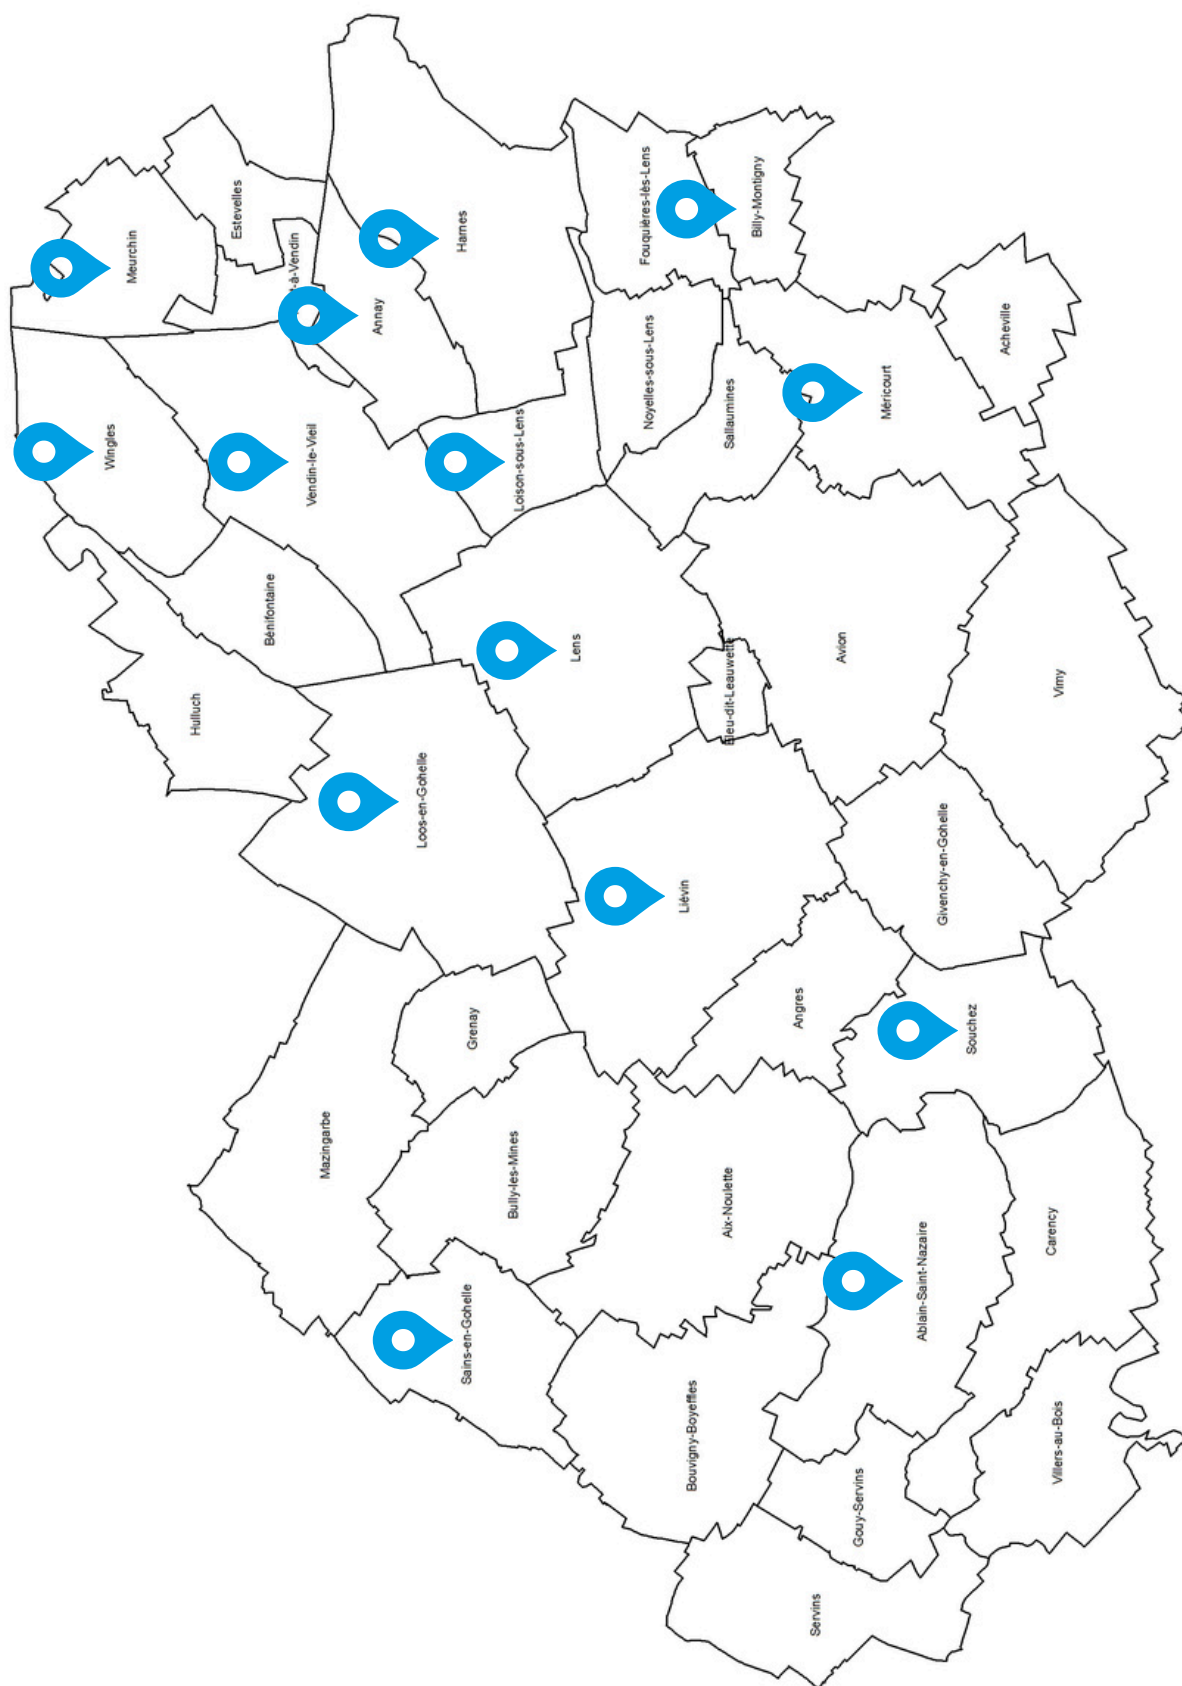 Meurchin
Estevelles
t-à-Vendin
Wingles
Annay
Harnes
Fouquières-lès-Lens
Billy-Montigny
Vendin-le-Vieil
Loison-sous-Lens
Noyelles-sous-Lens
Sallaumines
Méricourt
Acheville
Bénifontaine
Hulluch
Lens
Eleu-dit-Leauwette
Avion
Vimy
Loos-en-Gohelle
Liévin
Givenchy-en-Gohelle
Grenay
Angres
Souchez
Mazingarbe
Bully-les-Mines
Aix-Noulette
Ablain-Saint-Nazaire
Carency
Sains-en-Gohelle
Bouvigny-Boyeffles
Gouy-Servins
Villers-au-Bois
Servins